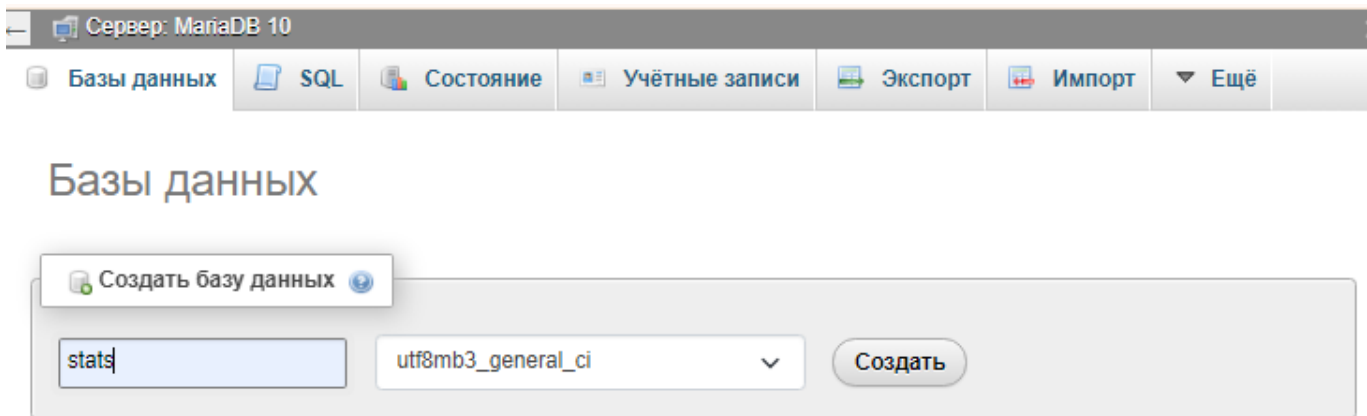 Сервер: MariaDB 10
Базы данных SQL Состояние Учётные записи Экспорт Импорт Ещё
Базы данных
Создать базу данных
stats utf8mb3_general_ci Создать